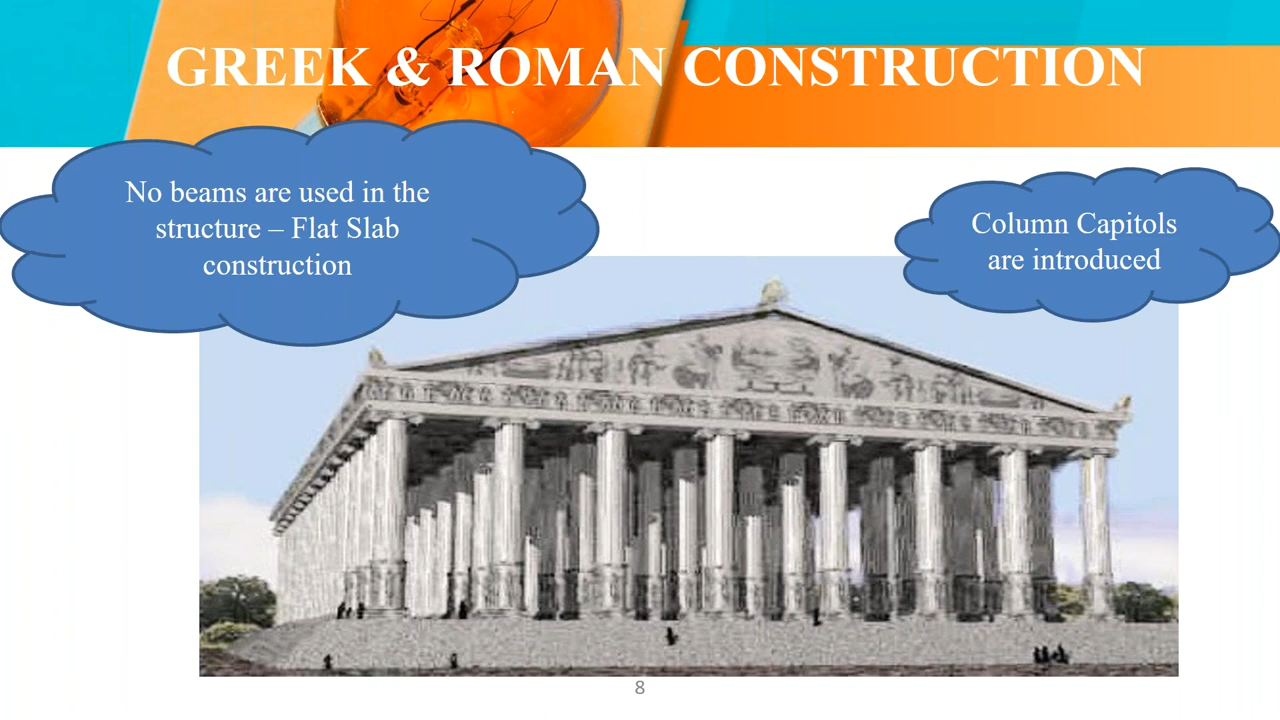 GREEK & ROMAN CONSTRUCTION
No beams are used in the
structure – Flat Slab
construction
Column Capitols
are introduced
8